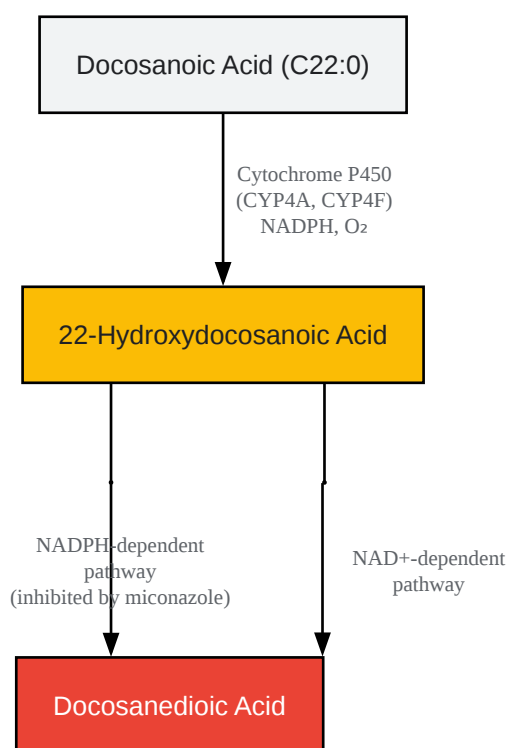 Docosanoic Acid (C22:0)
Cytochrome P450
(CYP4A, CYP4F)
NADPH, O₂
22-Hydroxydocosanoic Acid
NADPH-dependent
pathway
(inhibited by miconazole)
NAD+-dependent
pathway
Docosanedioic Acid